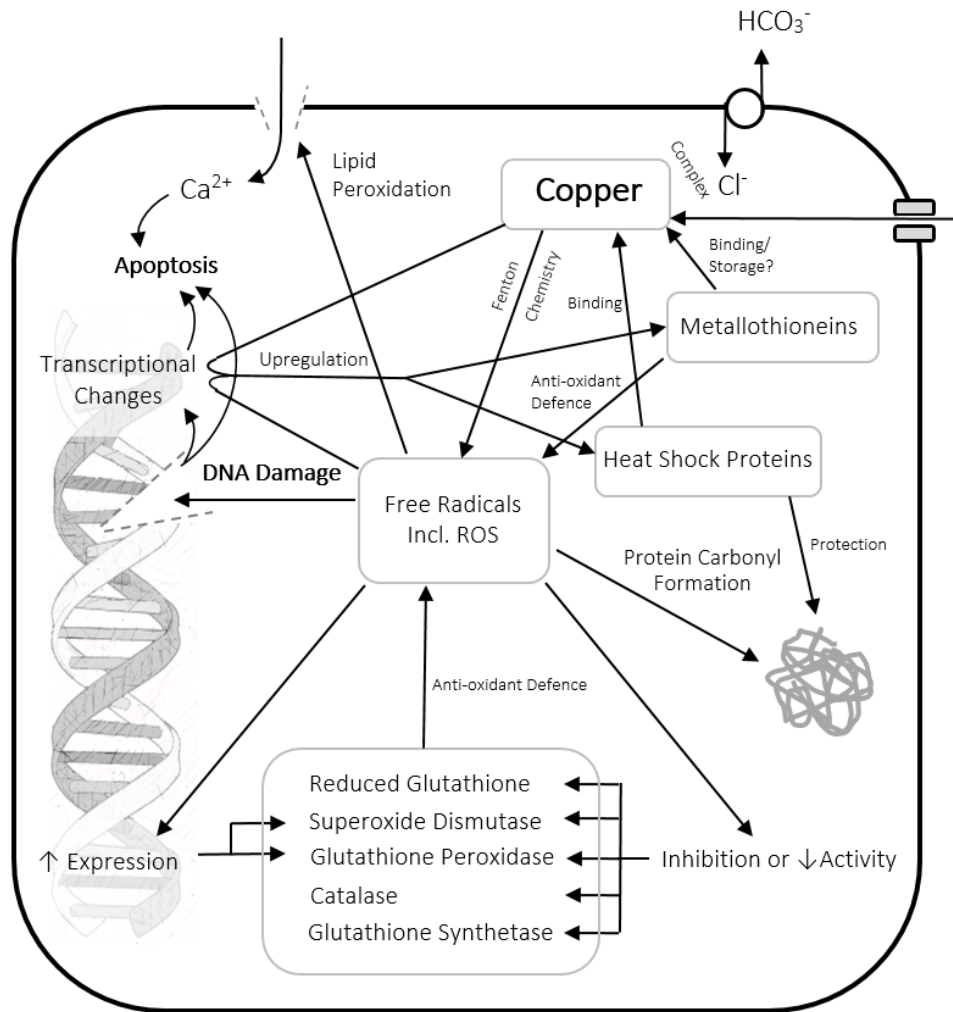 HCO₃⁻
Lipid
Peroxidation
Ca²⁺
Complex
Cl⁻
Copper
Apoptosis
Fenton
Chemistry
Binding
Binding/
Storage?
Metallothioneins
Transcriptional
Changes
Upregulation
Anti-oxidant
Defence
Heat Shock Proteins
DNA Damage
Free Radicals
Incl. ROS
Protein Carbonyl
Formation
Protection
Anti-oxidant Defence
Reduced Glutathione
Superoxide Dismutase
Glutathione Peroxidase
Catalase
Glutathione Synthetase
↑ Expression
Inhibition or ↓Activity